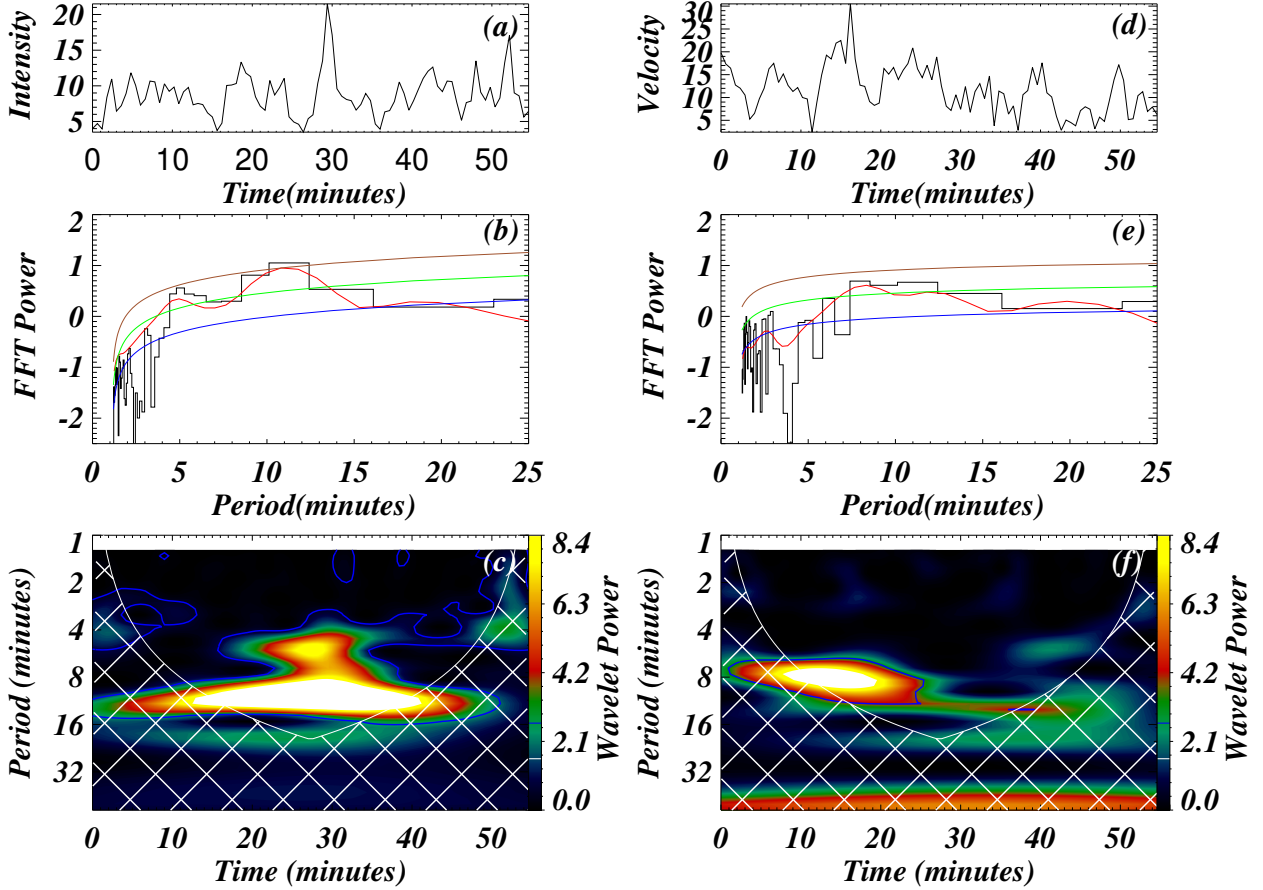 Intensity
20
15
10
5
(a)
0 10 20 30 40 50
Time(minutes)
Velocity
30
30
25
20
15
10
5
(d)
0 10 20 30 40 50
Time(minutes)
FFT Power
2
1
0
-1
-2
(b)
0 5 10 15 20 25
Period(minutes)
FFT Power
2
1
0
-1
-2
(e)
0 5 10 15 20 25
Period(minutes)
Period (minutes)
1
2
4
8
16
32
(c)
0 10 20 30 40 50
Time (minutes)
8.4
6.3
4.2
2.1
0.0
Wavelet Power
Period (minutes)
1
2
4
8
16
32
(f)
0 10 20 30 40 50
Time (minutes)
8.4
6.3
4.2
2.1
0.0
Wavelet Power